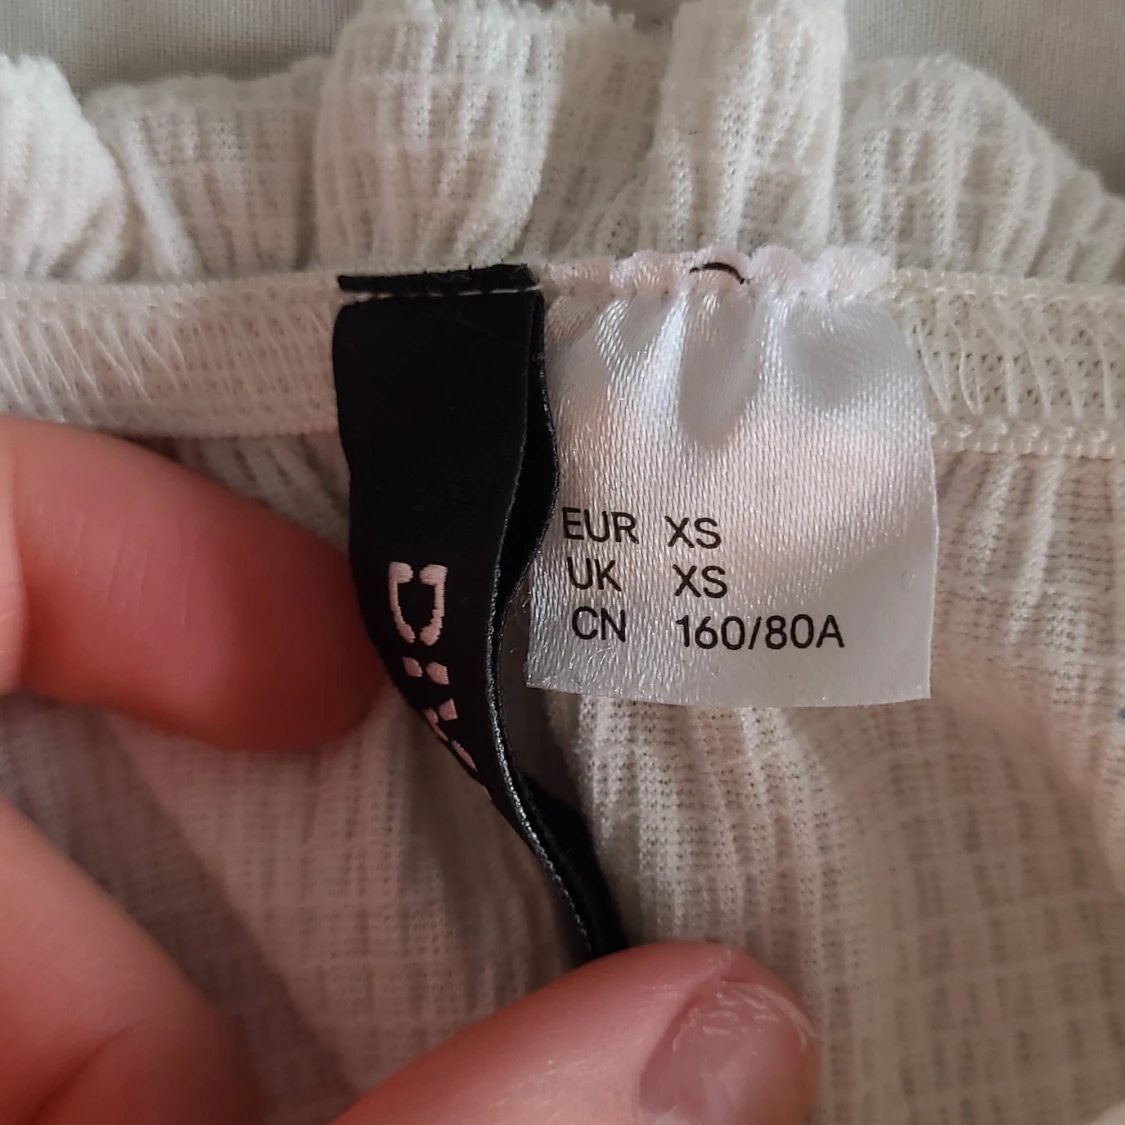 EUR XS
UK XS
CN 160/80A